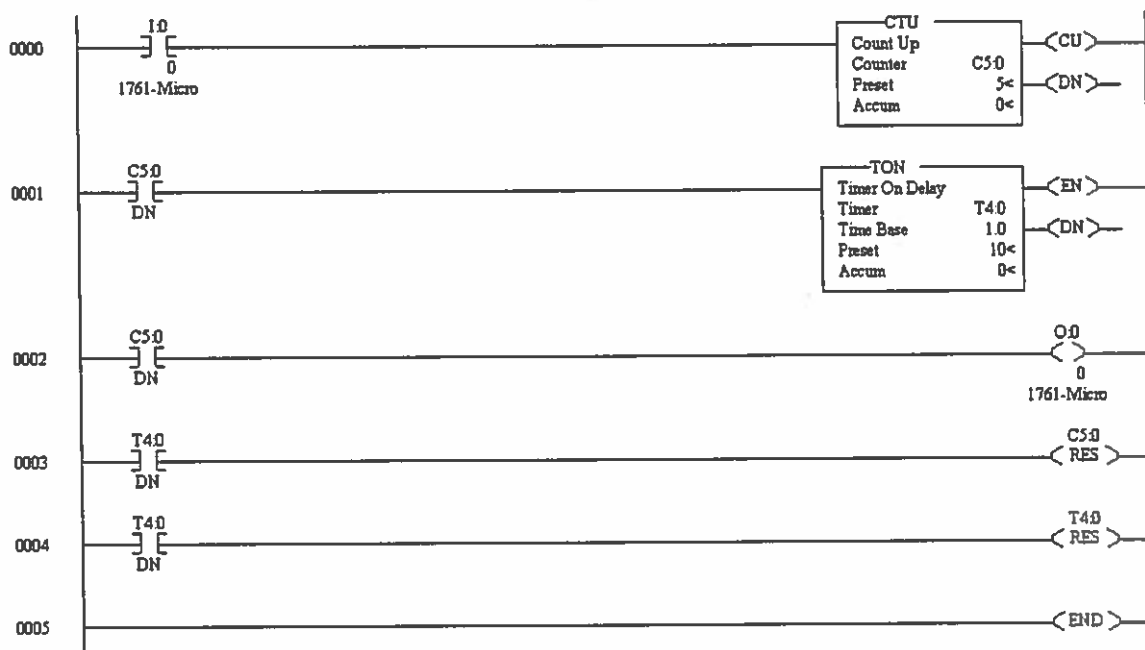 I:0
CTU
0000
Count Up
CU
Counter C5:0
0
Preset 5<
DN
1761-Micro
Accum 0<
C5:0
TON
0001
Timer On Delay
EN
DN
Timer T4:0
Time Base 1.0
DN
Preset 10<
Accum 0<
C5:0
O:0
0002
DN
0
1761-Micro
T4:0
C5:0
0003
RES
DN
T4:0
T4:0
0004
RES
DN
0005
END